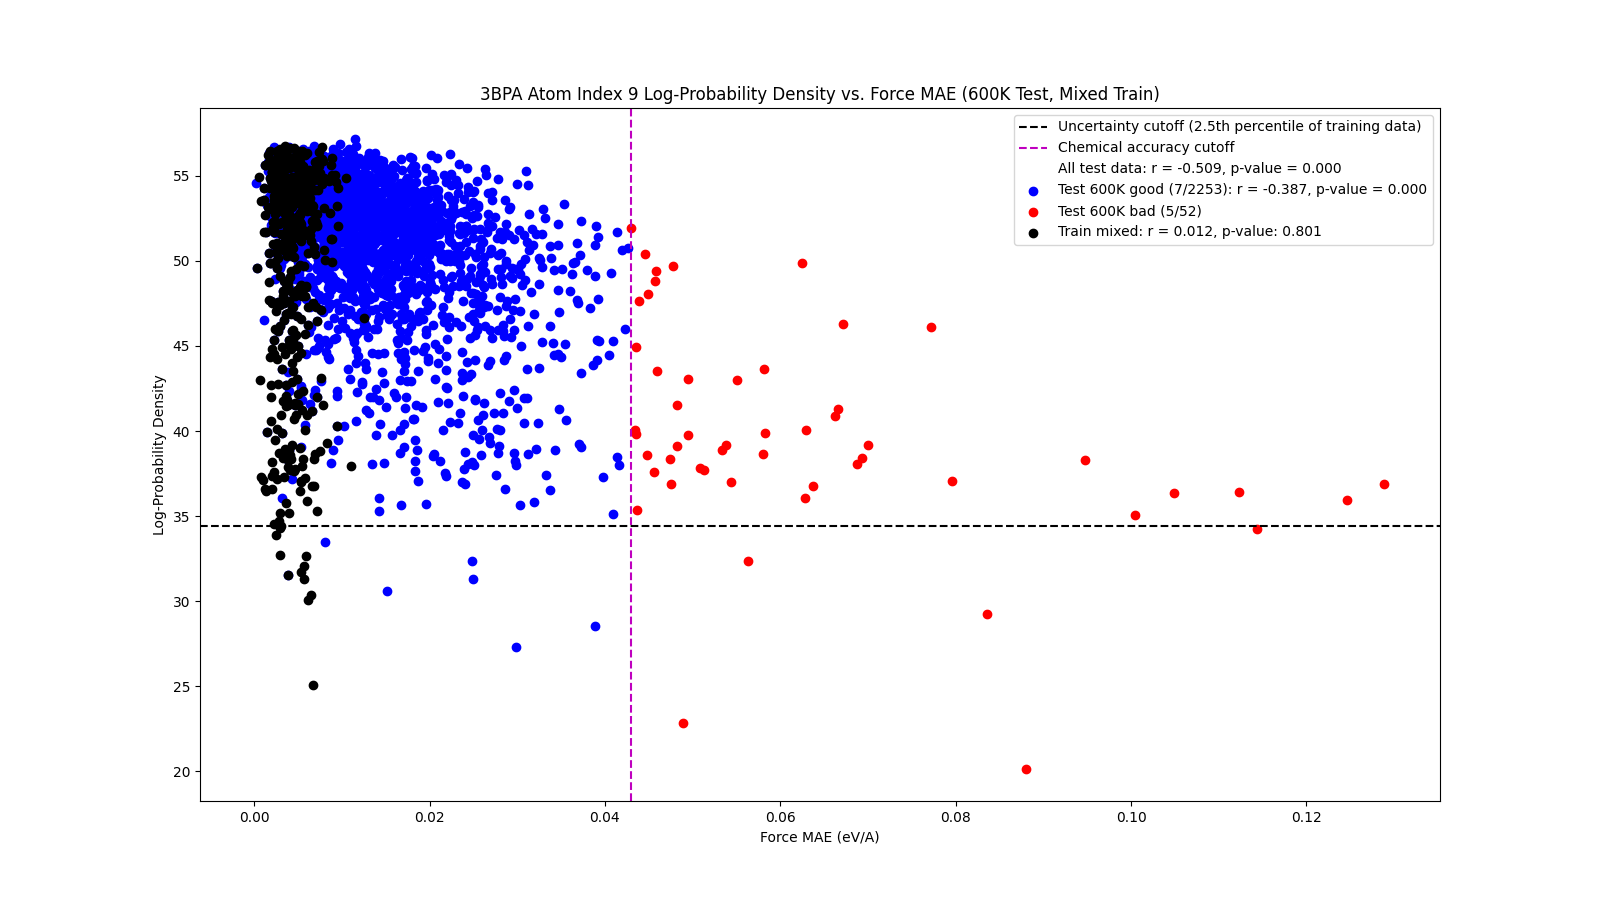 3BPA Atom Index 9 Log-Probability Density vs. Force MAE (600K Test, Mixed Train)
Uncertainty cutoff (2.5th percentile of training data)
Chemical accuracy cutoff
All test data: r = -0.509, p-value = 0.000
Test 600K good (7/2253): r = -0.387, p-value = 0.000
Test 600K bad (5/52)
Train mixed: r = 0.012, p-value: 0.801
Log-Probability Density
55
50
45
40
35
30
25
20
0.00 0.02 0.04 0.06 0.08 0.10 0.12
Force MAE (eV/A)